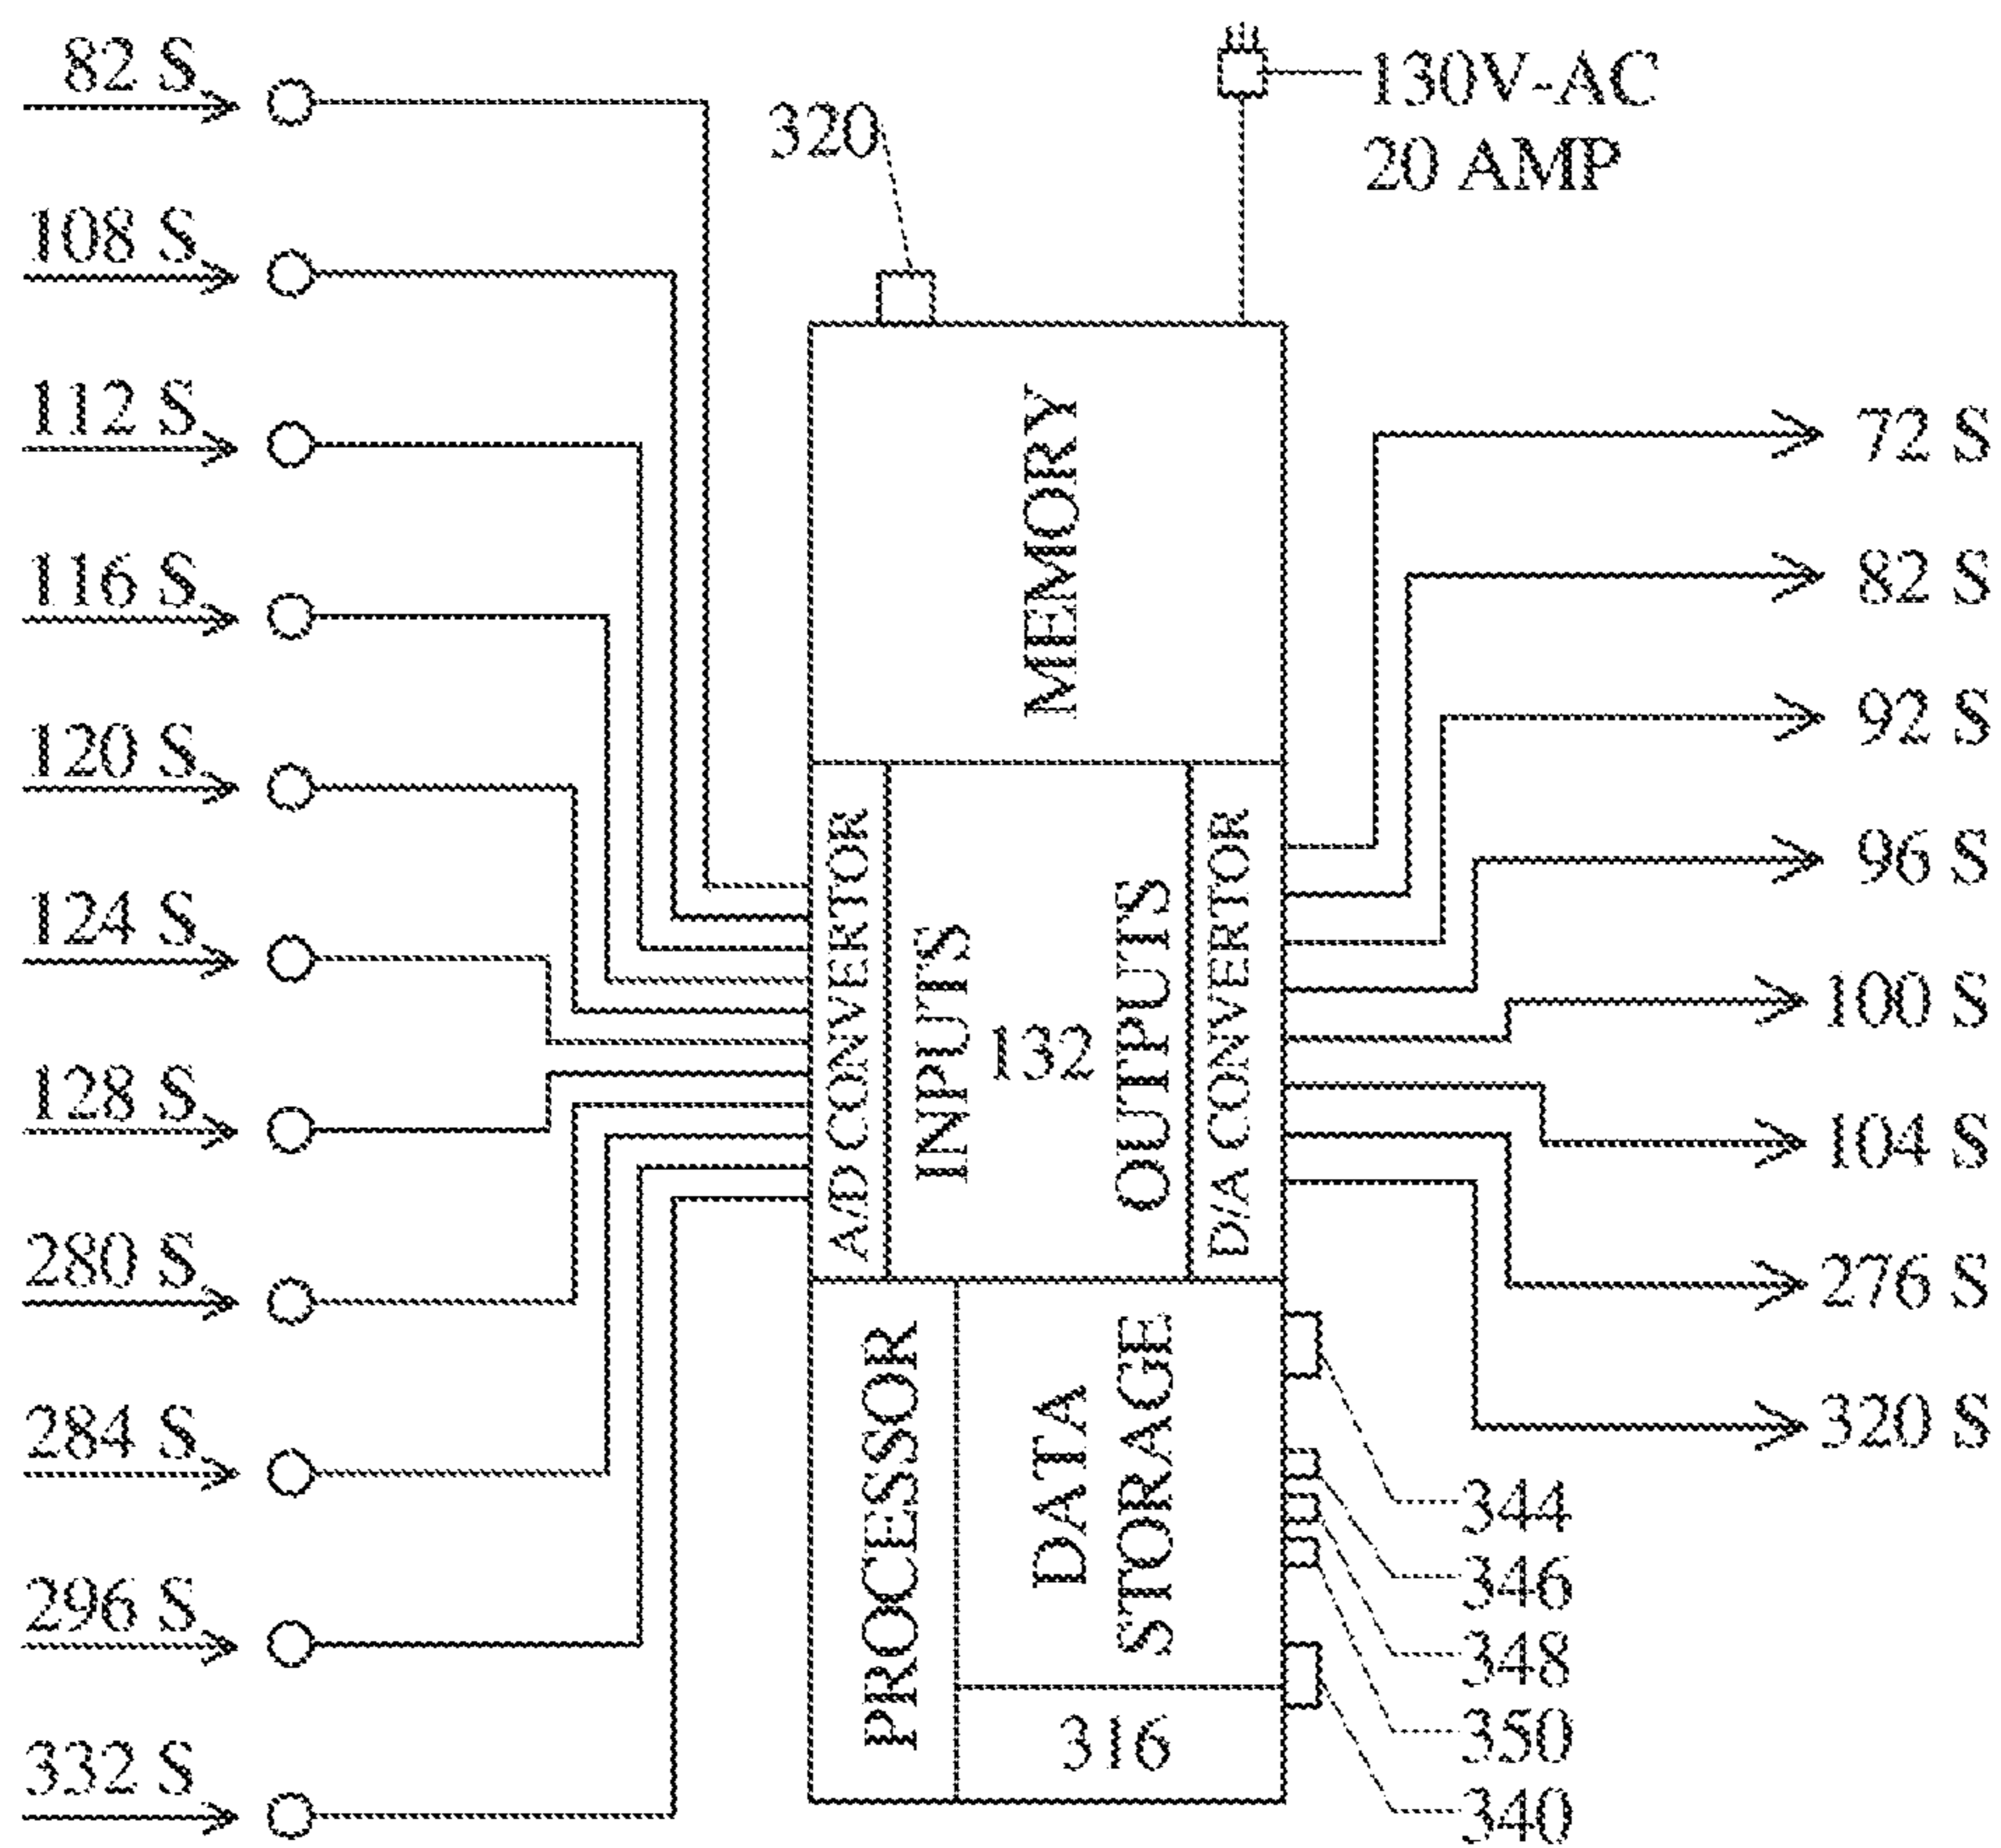 82 S
108 S
112 S
116 S
120 S
124 S
128 S
280 S
284 S
296 S
332 S
320
130V-AC
20 AMP
MEMORY
A/D CONVERTOR
INPUTS
132
OUTPUTS
D/A CONVERTOR
PROCESSOR
DATA
STORAGE
316
72 S
82 S
92 S
96 S
100 S
104 S
276 S
320 S
344
346
348
350
340